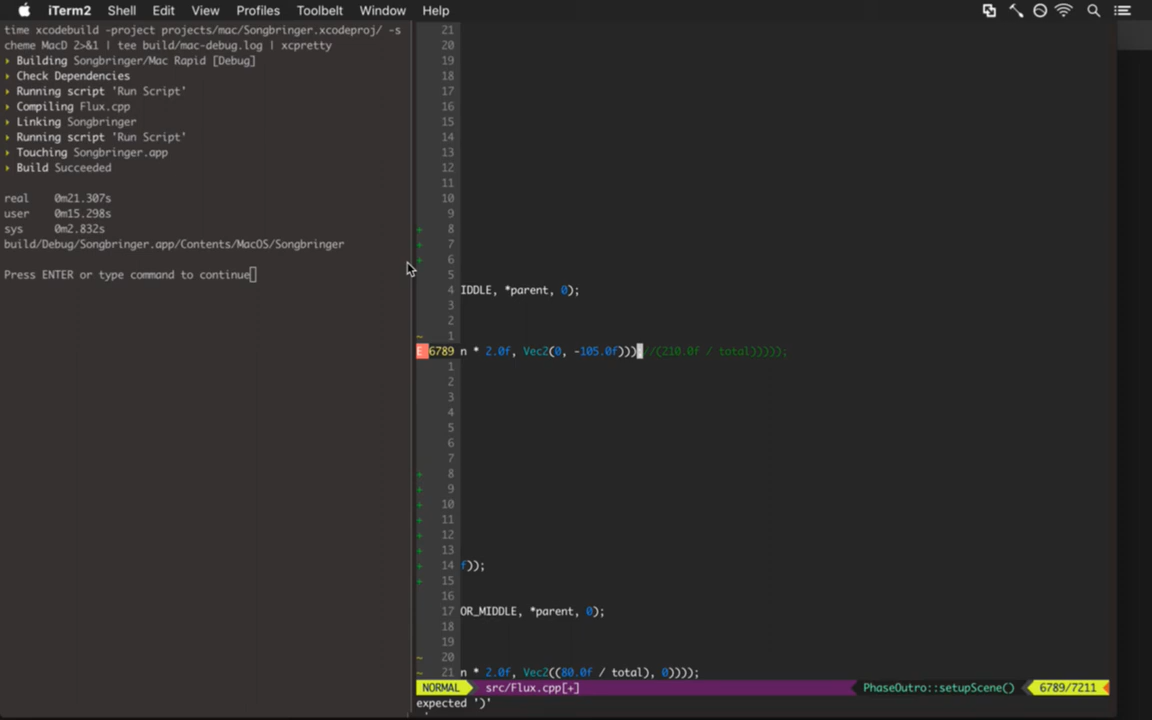 iTerm2 Shell Edit View Profiles Toolbelt Window Help
time xcodebuild -project projects/mac/Songbringer.xcodeproj/ -s
cheme MacD 2>&1 | tee build/mac-debug.log | xcpretty
Building Songbringer/Mac Rapid [Debug]
Check Dependencies
Running script 'Run Script'
Compiling Flux.cpp
Linking Songbringer
Running script 'Run Script'
Touching Songbringer.app
Build Succeeded
real 0m21.307s
user 0m15.298s
sys 0m2.832s
build/Debug/Songbringer.app/Contents/MacOS/Songbringer
Press ENTER or type command to continue
21
20
19
18
17
16
15
14
13
12
11
10
9
+ 8
+ 7
+ 6
5
4 IDDLE, *parent, 0);
3
2
~ 1
E 6789 n * 2.0f, Vec2(0, -105.0f))) //(210.0f / total)))));
1
2
3
4
5
6
7
+ 8
+ 9
+ 10
+ 11
+ 12
+ 13
+ 14 f));
+ 15
16
17 OR_MIDDLE, *parent, 0);
18
19
~ 20
~ 21 n * 2.0f, Vec2((80.0f / total), 0))));
NORMAL src/Flux.cpp[+] PhaseOutro::setupScene() 6789/7211
expected ')'